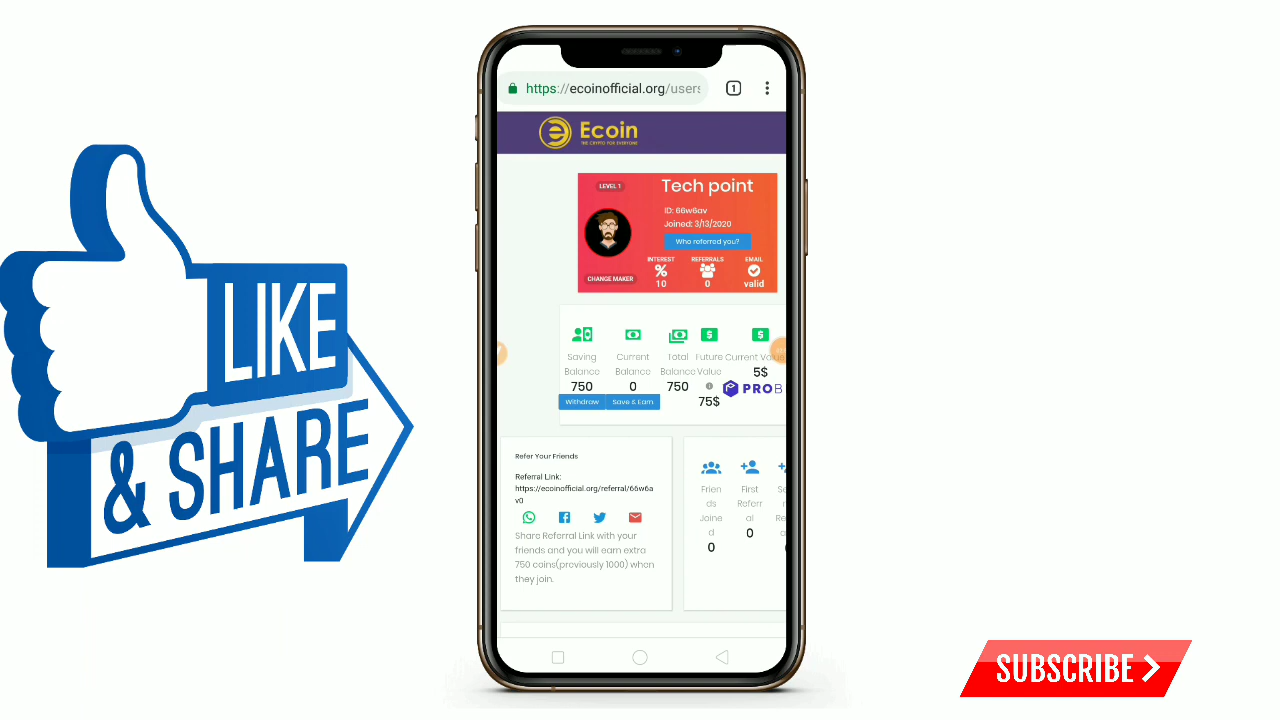 LIKE
& SHARE
https://ecoinofficial.org/users
1
Ecoin
THE CRYPTO FOR EVERYONE
LEVEL 1
Tech point
ID: 66w6av
Joined: 3/13/2020
Who referred you?
INTEREST
REFERRALS
EMAIL
10
0
valid
CHANGE MAKER
Saving
Balance
750
Withdraw
Current
Balance
0
Save & Earn
Total
Balance
750
Future
Value
75$
Current Valu
5$
PROB
Refer Your Friends
Referral Link:
https://ecoinofficial.org/referral/66w6a
v0
Share Referral Link with your
friends and you will earn extra
750 coins(previously 1000) when
they join.
Frien
ds
Joine
d
0
First
Referr
al
0
SUBSCRIBE